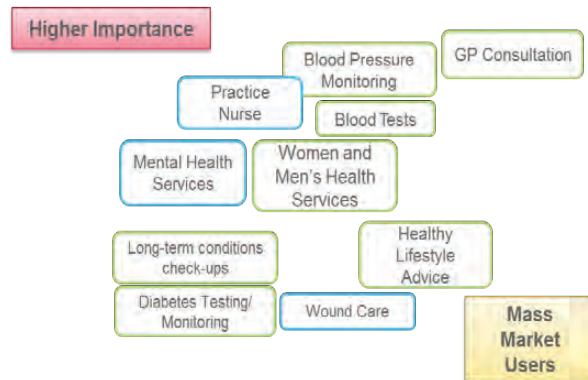 Higher Importance
GP Consultation
Blood Pressure
Monitoring
Practice
Nurse
Blood Tests
Mental Health
Services
Women and
Men's Health
Services
Long-term conditions
check-ups
Healthy
Lifestyle
Advice
Diabetes Testing/
Monitoring
Wound Care
Mass
Market
Users